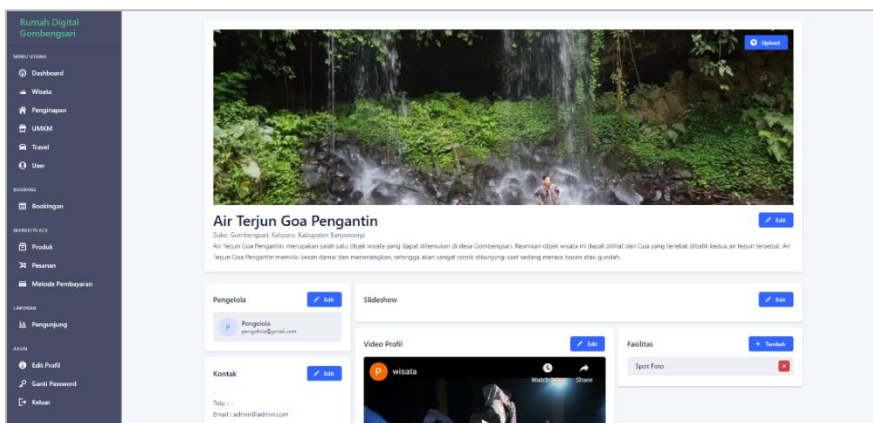 Rumah Digital
Gombengsari
MENU UTAMA
Dashboard
Wisata
Penginapan
UMKM
Travel
User
BOOKING
Bookingan
MARKETPLACE
Produk
Pesanan
Metode Pembayaran
LAPORAN
Pengunjung
AKUN
Edit Profil
Ganti Password
Keluar
Upload
Air Terjun Goa Pengantin
Edit
Suko, Gombengsari, Kalipuro, Kabupaten Banyuwangi
Air Terjun Goa Pengantin, merupakan salah satu objek wisata yang dapat ditemukan di desa Gombengsari. Keunikan objek wisata ini dapat dilihat dari Goa yang terletak dibalik kedua air terjun tersebut. Air
Terjun Goa Pengantin memiliki kesan damai dan menenangkan, sehingga akan sangat cocok dikunjungi saat sedang merasa bosan atau gundah.
Pengelola
Edit
P
Pengelola
pengelola@gmail.com
Kontak
Edit
-
Telp. : -
Email : admin@admin.com
Slideshow
Edit
Video Profil
Edit
P wisata
Watch later Share
Fasilitas
+ Tambah
Spot Foto